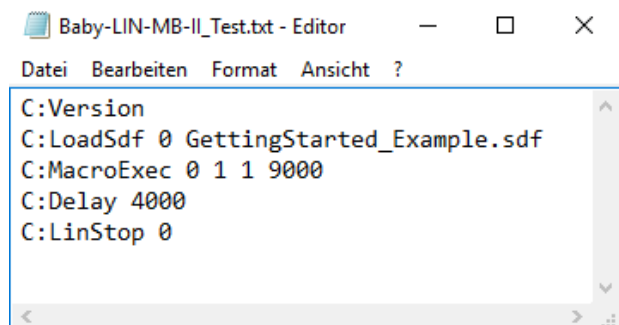 Baby-LIN-MB-II_Test.txt - Editor
Datei Bearbeiten Format Ansicht ?
C:Version
C:LoadSdf 0 GettingStarted_Example.sdf
C:MacroExec 0 1 1 9000
C:Delay 4000
C:LinStop 0